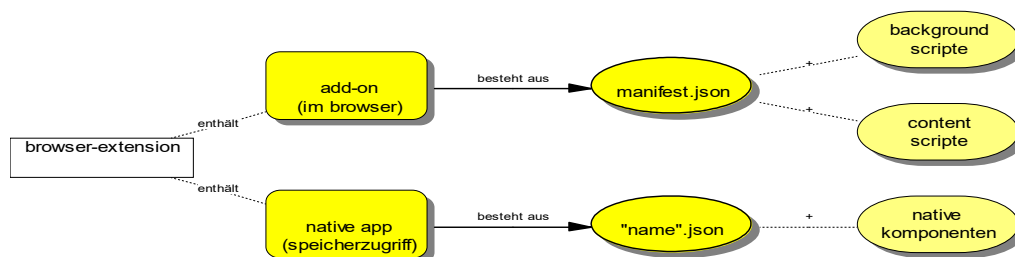 background
scripte
add-on
(im browser)
besteht aus
manifest.json
+
+
content
scripte
enthält
browser-extension
enthält
native app
(speicherzugriff)
besteht aus
"name".json
+
native
komponenten